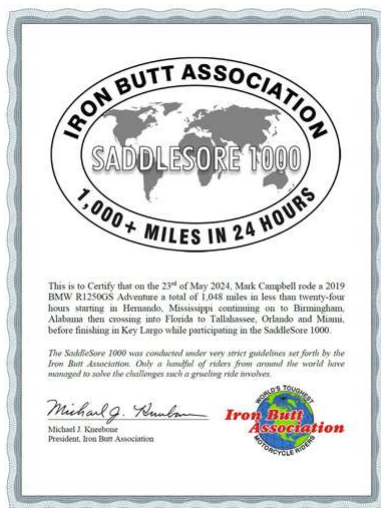 IRON BUTT ASSOCIATION
SADDLESORE 1000
1,000+ MILES IN 24 HOURS
This is to Certify that on the 23rd of May 2024, Mark Campbell rode a 2019
BMW R1250GS Adventure a total of 1,048 miles in less than twenty-four
hours starting in Hernando, Mississippi continuing on to Birmingham,
Alabama then crossing into Florida to Tallahassee, Orlando and Miami,
before finishing in Key Largo while participating in the SaddleSore 1000.
The SaddleSore 1000 was conducted under very strict guidelines set forth by the
Iron Butt Association. Only a handful of riders from around the world have
managed to solve the challenges such a grueling ride involves.
Michael J. Kneebone
Michael J. Kneebone
President, Iron Butt Association
WORLD'S TOUGHEST
Iron Butt
Association
MOTORCYCLE RIDERS